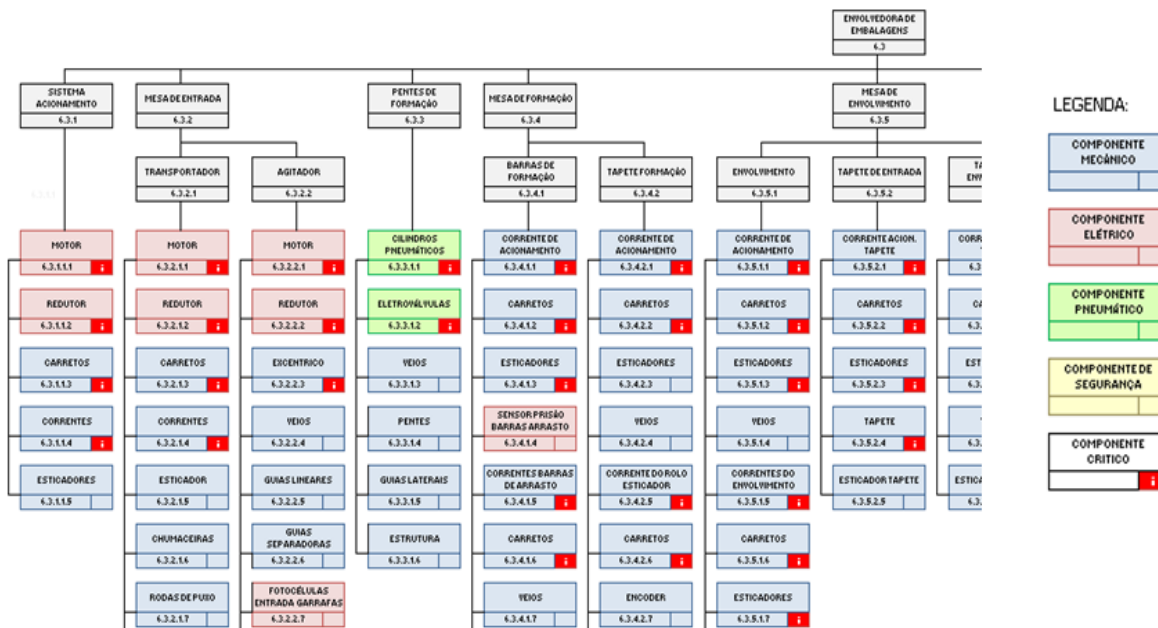 ENVOLVEDORA DE
EMBALAGENS
6.3
SISTEMA
ACIONAMENTO
6.3.1
MESA DE ENTRADA
6.3.2
PENTES DE
FORMAÇÃO
6.3.3
MESA DE FORMAÇÃO
6.3.4
MESA DE
ENVOLVIMENTO
6.3.5
TRANSPORTADOR
6.3.2.1
AGITADOR
6.3.2.2
BARRAS DE
FORMAÇÃO
6.3.4.1
TAPETE FORMAÇÃO
6.3.4.2
ENVOLVIMENTO
6.3.5.1
TAPETE DE ENTRADA
6.3.5.2
MOTOR
6.3.1.1.1
REDUTOR
6.3.1.1.2
CARRETOS
6.3.1.1.3
CORRENTES
6.3.1.1.4
ESTICADORES
6.3.1.1.5
MOTOR
6.3.2.1.1
REDUTOR
6.3.2.1.2
CARRETOS
6.3.2.1.3
CORRENTES
6.3.2.1.4
ESTICADOR
6.3.2.1.5
CHUMACEIRAS
6.3.2.1.6
RODAS DE PUXO
6.3.2.1.7
MOTOR
6.3.2.2.1
REDUTOR
6.3.2.2.2
EXCENTRICO
6.3.2.2.3
VEIOS
6.3.2.2.4
GUIAS LINEARES
6.3.2.2.5
GUIAS
SEPARADORAS
6.3.2.2.6
FOTOCÉLULAS
ENTRADA GARRAFAS
6.3.2.2.7
CILINDROS
PNEUMÁTICOS
6.3.3.1.1
ELETROVÁLVULAS
6.3.3.1.2
VEIOS
6.3.3.1.3
PENTES
6.3.3.1.4
GUIAS LATERAIS
6.3.3.1.5
ESTRUTURA
6.3.3.1.6
CORRENTE DE
ACIONAMENTO
6.3.4.1.1
CARRETOS
6.3.4.1.2
ESTICADORES
6.3.4.1.3
SENSOR PRISÃO
BARRAS ARRASTO
6.3.4.1.4
CORRENTES BARRAS
DE ARRASTO
6.3.4.1.5
CARRETOS
6.3.4.1.6
VEIOS
6.3.4.1.7
CORRENTE DE
ACIONAMENTO
6.3.4.2.1
CARRETOS
6.3.4.2.2
ESTICADORES
6.3.4.2.3
VEIOS
6.3.4.2.4
CORRENTE DO ROLO
ESTICADOR
6.3.4.2.5
CARRETOS
6.3.4.2.6
ENCODER
6.3.4.2.7
CORRENTE DE
ACIONAMENTO
6.3.5.1.1
CARRETOS
6.3.5.1.2
ESTICADORES
6.3.5.1.3
VEIOS
6.3.5.1.4
CORRENTES DO
ENVOLVIMENTO
6.3.5.1.5
CARRETOS
6.3.5.1.6
ESTICADORES
6.3.5.1.7
CORRENTE ACION.
TAPETE
6.3.5.2.1
CARRETOS
6.3.5.2.2
ESTICADORES
6.3.5.2.3
TAPETE
6.3.5.2.4
ESTICADOR TAPETE
6.3.5.2.5
LEGENDA:
COMPONENTE
MECÂNICO
COMPONENTE
ELÉTRICO
COMPONENTE
PNEUMÁTICO
COMPONENTE DE
SEGURANÇA
COMPONENTE
CRITICO